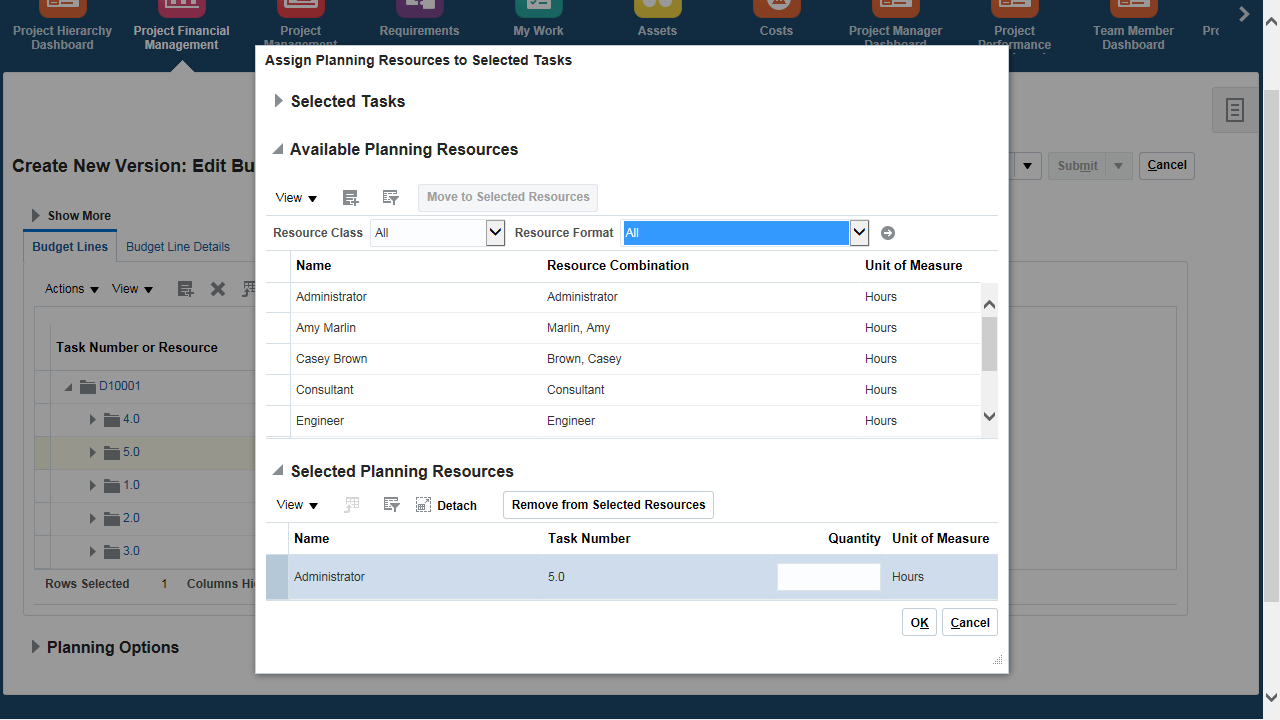 Project Hierarchy
Dashboard
Project Financial
Management
Project
Management
Requirements
My Work
Assets
Costs
Project Manager
Dashboard
Project
Performance
Team Member
Dashboard
Assign Planning Resources to Selected Tasks
Selected Tasks
Available Planning Resources
Create New Version: Edit Bu
Submit
Cancel
View
Move to Selected Resources
Show More
Resource Class
All
Resource Format
All
Budget Lines
Budget Line Details
Name
Resource Combination
Unit of Measure
Actions
View
Administrator
Administrator
Hours
Amy Marlin
Marlin, Amy
Hours
Task Number or Resource
Casey Brown
Brown, Casey
Hours
D10001
Consultant
Consultant
Hours
4.0
Engineer
Engineer
Hours
5.0
Selected Planning Resources
1.0
View
Detach
Remove from Selected Resources
2.0
Name
Task Number
Quantity
Unit of Measure
3.0
Administrator
5.0
Hours
Rows Selected
1
Columns Hi
OK
Cancel
Planning Options